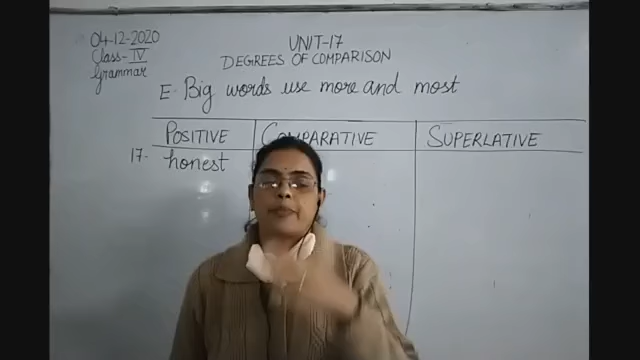 04-12-2020
Class-IV
Grammar
UNIT-17
DEGREES OF COMPARISON
E. Big words use more and most
POSITIVE COMPARATIVE SUPERLATIVE
17. honest